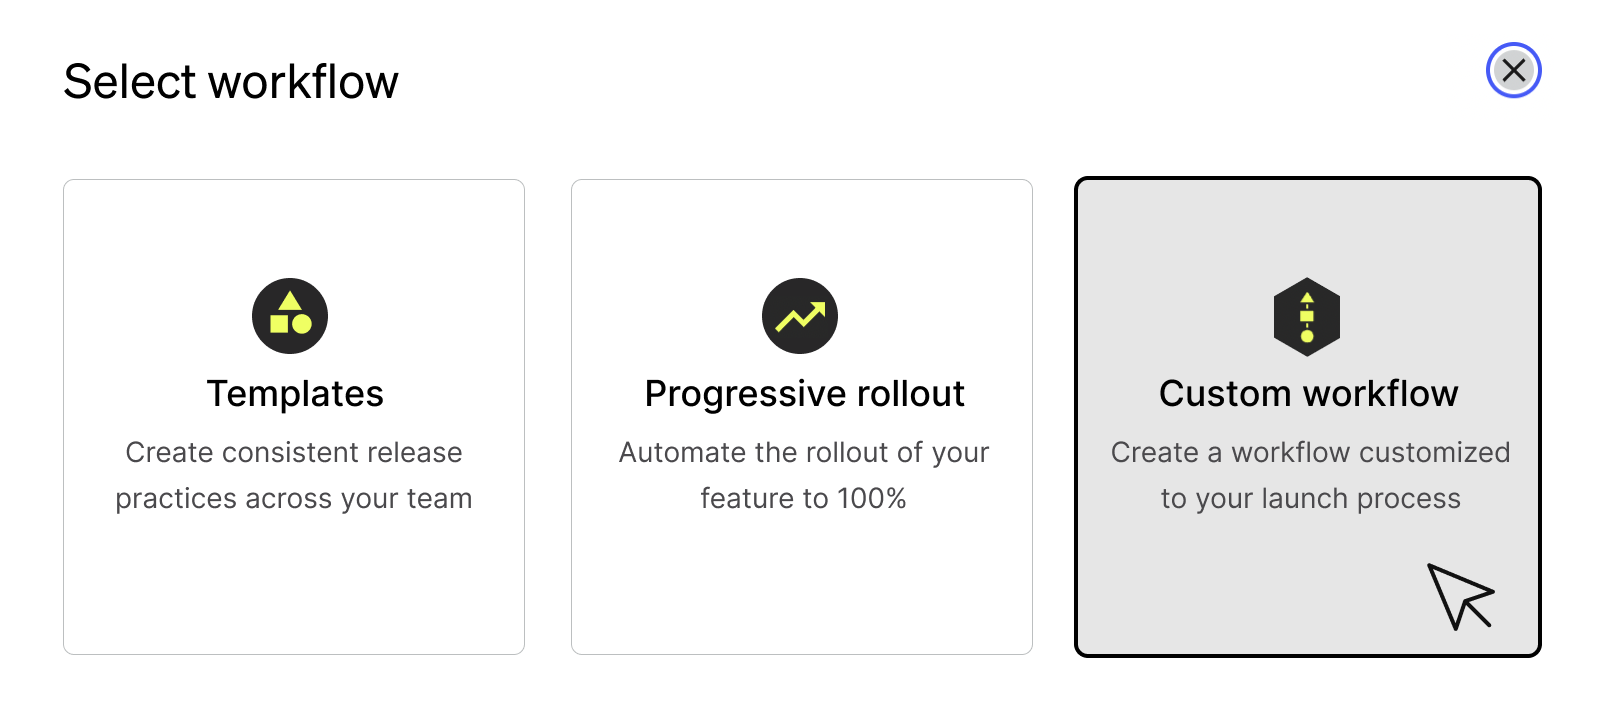 Select workflow
Templates
Create consistent release
practices across your team
Progressive rollout
Automate the rollout of your
feature to 100%
Custom workflow
Create a workflow customized
to your launch process